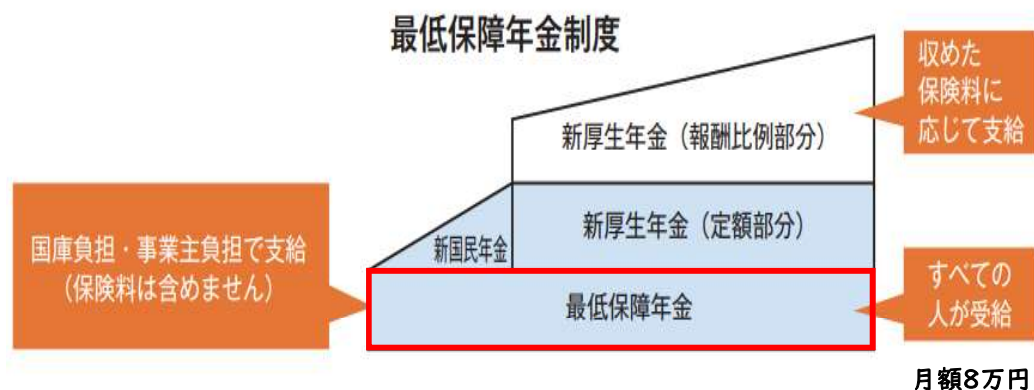 最低保障年金制度
収めた
保険料に
応じて支給
新厚生年金（報酬比例部分）
国庫負担・事業主負担で支給
（保険料は含めません）
新国民年金
新厚生年金（定額部分）
最低保障年金
すべての
人が受給
月額8万円